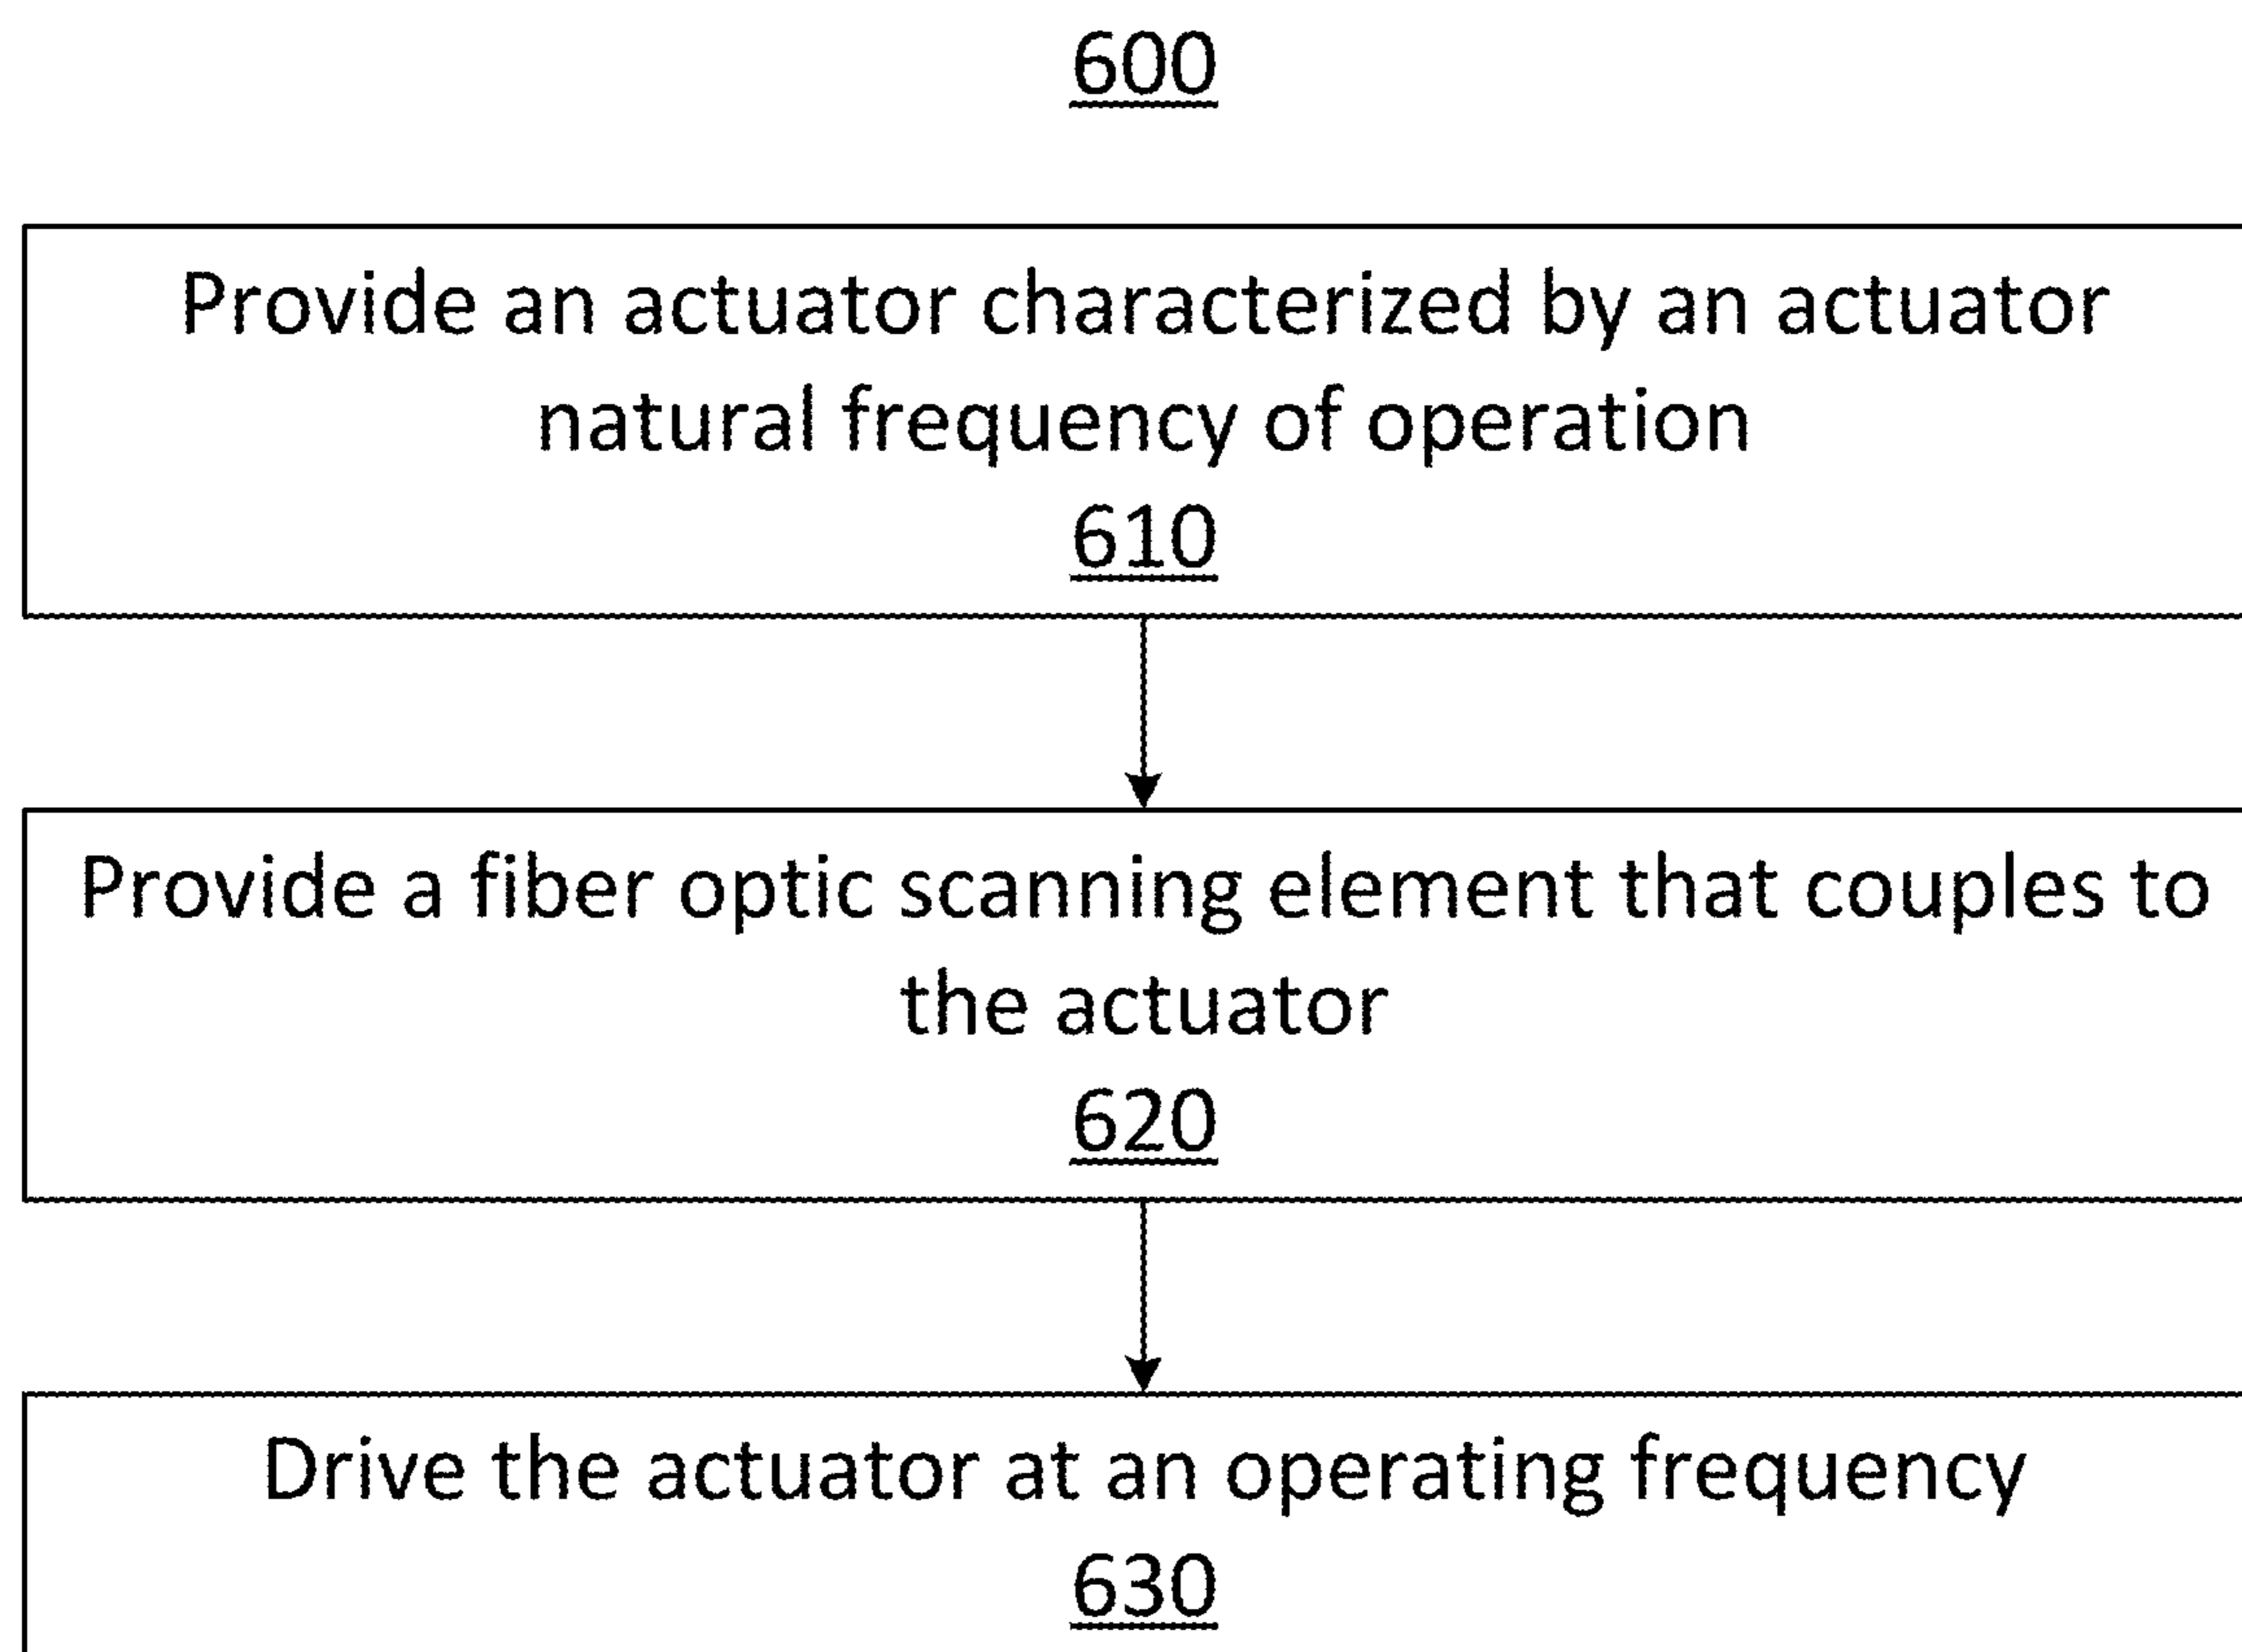 600
Provide an actuator characterized by an actuator
natural frequency of operation
610
Provide a fiber optic scanning element that couples to
the actuator
620
Drive the actuator at an operating frequency
630